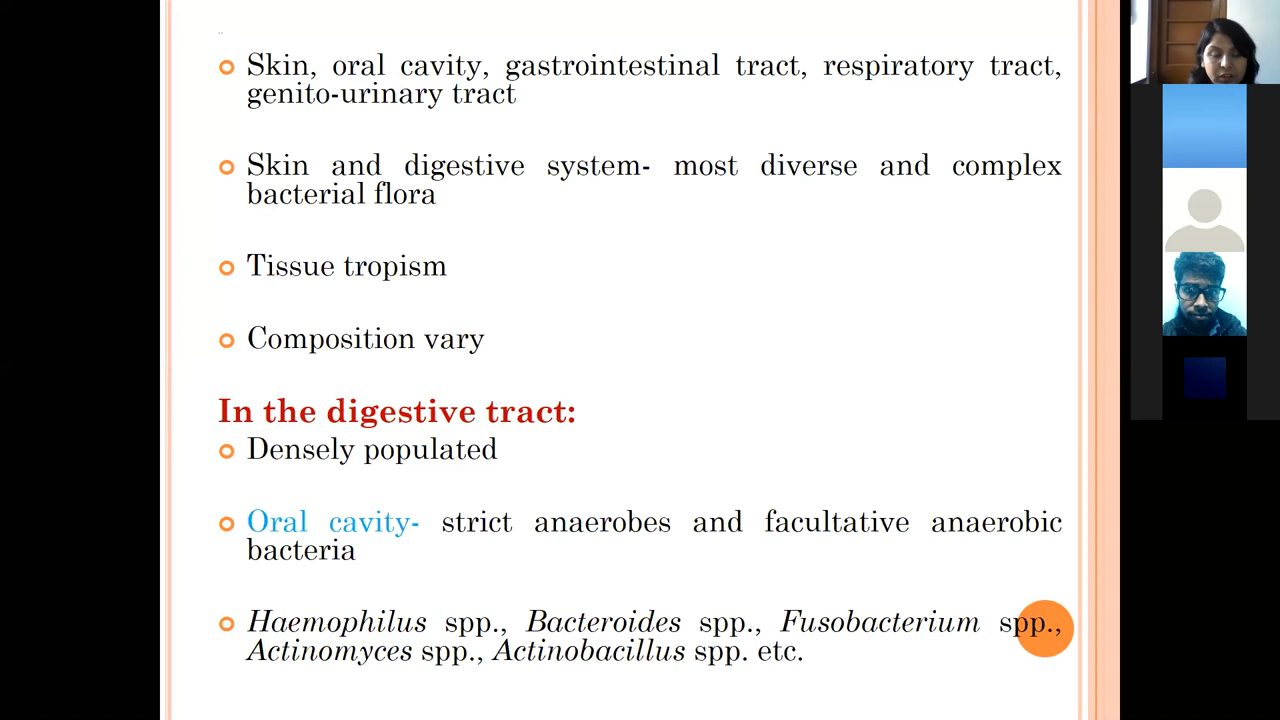 Skin, oral cavity, gastrointestinal tract, respiratory tract,
genito-urinary tract
Skin and digestive system- most diverse and complex
bacterial flora
Tissue tropism
Composition vary
In the digestive tract:
Densely populated
Oral cavity- strict anaerobes and facultative anaerobic
bacteria
Haemophilus spp., Bacteroides spp., Fusobacterium spp.,
Actinomyces spp., Actinobacillus spp. etc.